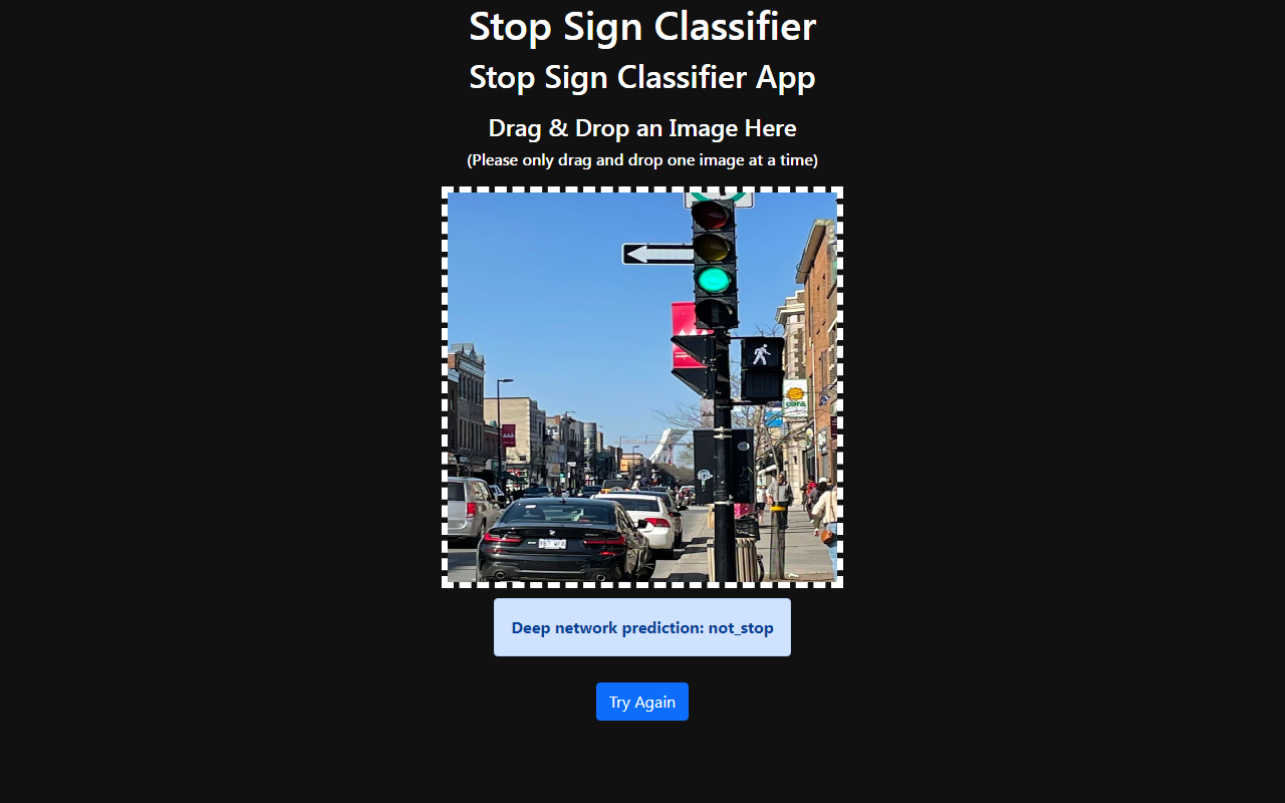 Stop Sign Classifier
Stop Sign Classifier App
Drag & Drop an Image Here
(Please only drag and drop one image at a time)
cora
Deep network prediction: not_stop
Try Again